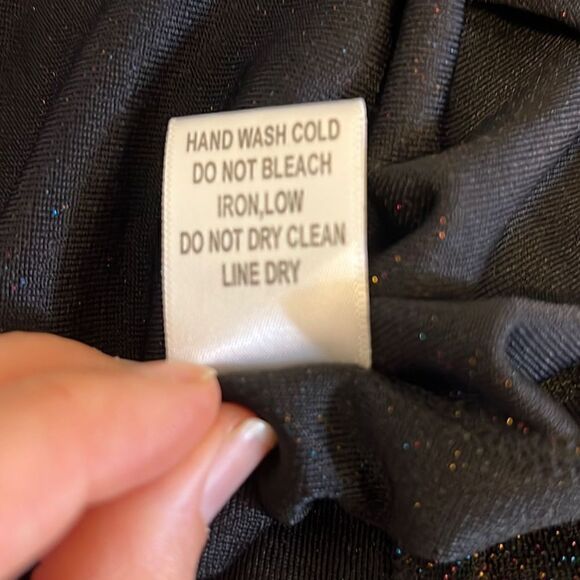 HAND WASH COLD
DO NOT BLEACH
IRON,LOW
DO NOT DRY CLEAN
LINE DRY